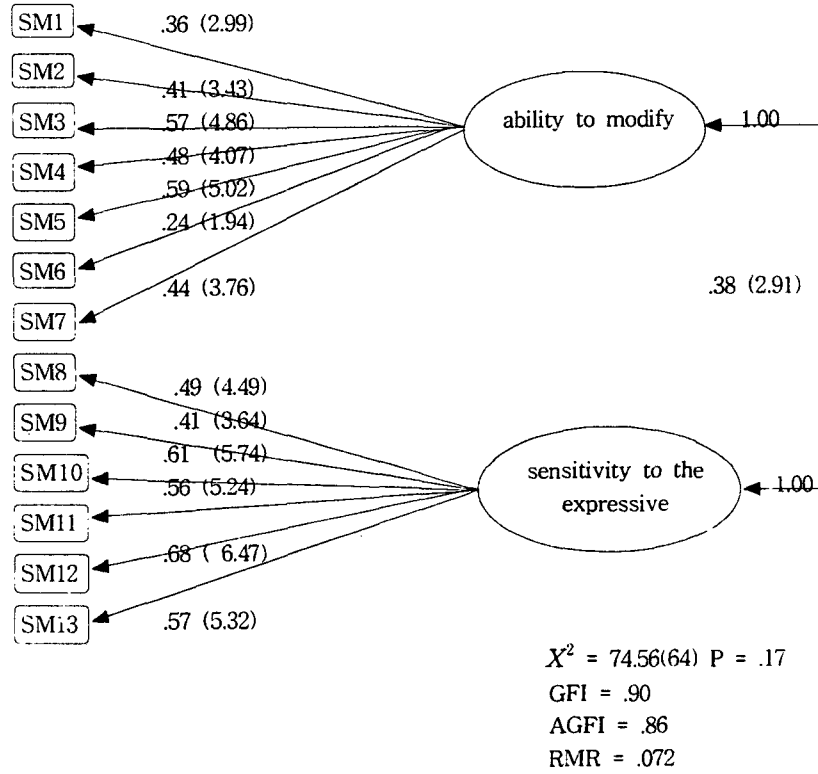 SM1 .36 (2.99)
SM2
.41 (3.43)
SM3 .57 (4.86)
ability to modify 1.00
.48 (4.07)
SM4
.59 (5.02)
SM5 .24 (1.94)
SM6
.44 (3.76) .38 (2.91)
SM7
SM8
.49 (4.49)
SM9 .41 (3.64)
.61 (5.74)
SM10
.56 (5.24)
sensitivity to the
expressive
1.00
SM11
.68 ( 6.47)
SM12
SM13 .57 (5.32)
X² = 74.56(64) P = .17
GFI = .90
AGFI = .86
RMR = .072